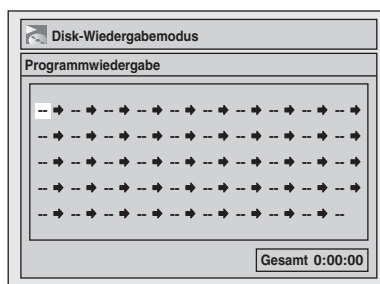 Disk-Wiedergabemodus
Programmwiedergabe
-- ➡ -- ➡ -- ➡ -- ➡ -- ➡ -- ➡ -- ➡ -- ➡ -- ➡ -- ➡
-- ➡ -- ➡ -- ➡ -- ➡ -- ➡ -- ➡ -- ➡ -- ➡ -- ➡ -- ➡
-- ➡ -- ➡ -- ➡ -- ➡ -- ➡ -- ➡ -- ➡ -- ➡ -- ➡ -- ➡
-- ➡ -- ➡ -- ➡ -- ➡ -- ➡ -- ➡ -- ➡ -- ➡ -- ➡ -- ➡
-- ➡ -- ➡ -- ➡ -- ➡ -- ➡ -- ➡ -- ➡ -- ➡ -- ➡ --
Gesamt 0:00:00